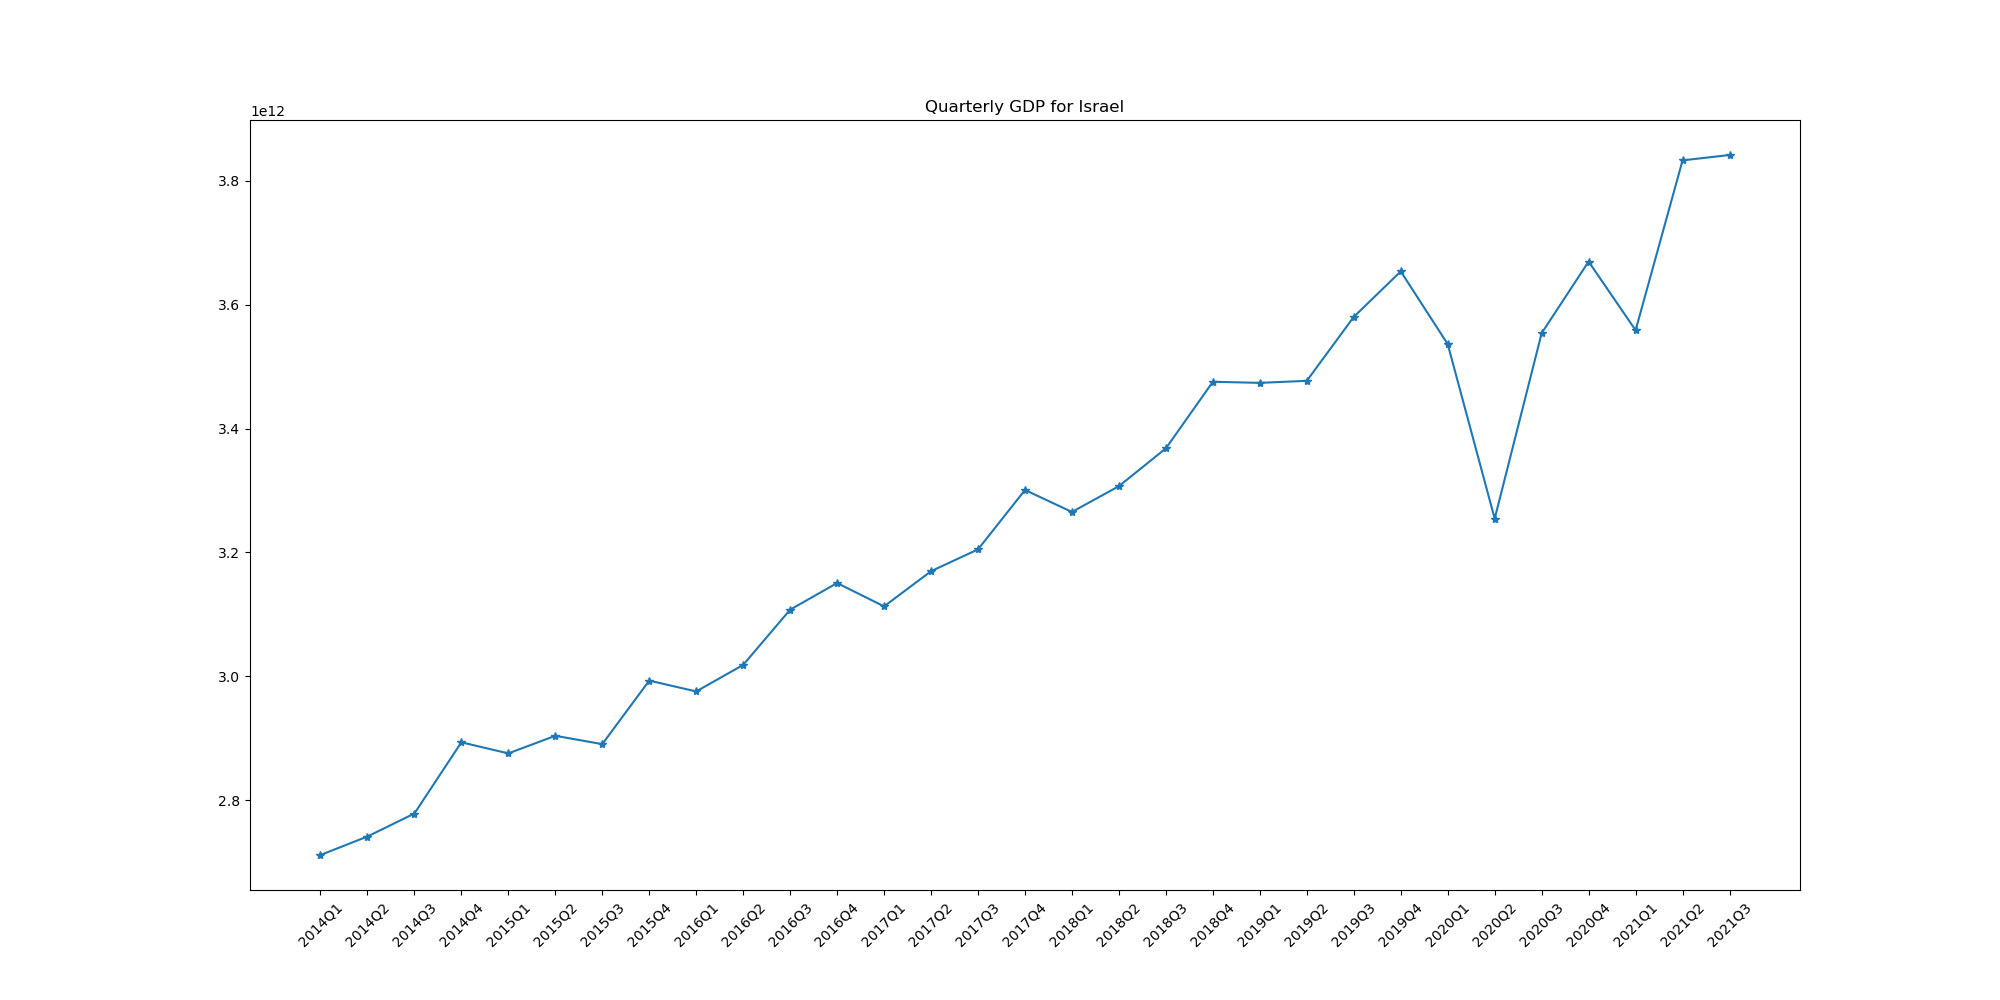 Quarterly GDP for Israel
1e12
3.8
3.6
3.4
3.2
3.0
2.8
2014Q1
2014Q2
2014Q3
2014Q4
2015Q1
2015Q2
2015Q3
2015Q4
2016Q1
2016Q2
2016Q3
2016Q4
2017Q1
2017Q2
2017Q3
2017Q4
2018Q1
2018Q2
2018Q3
2018Q4
2019Q1
2019Q2
2019Q3
2019Q4
2020Q1
2020Q2
2020Q3
2020Q4
2021Q1
2021Q2
2021Q3